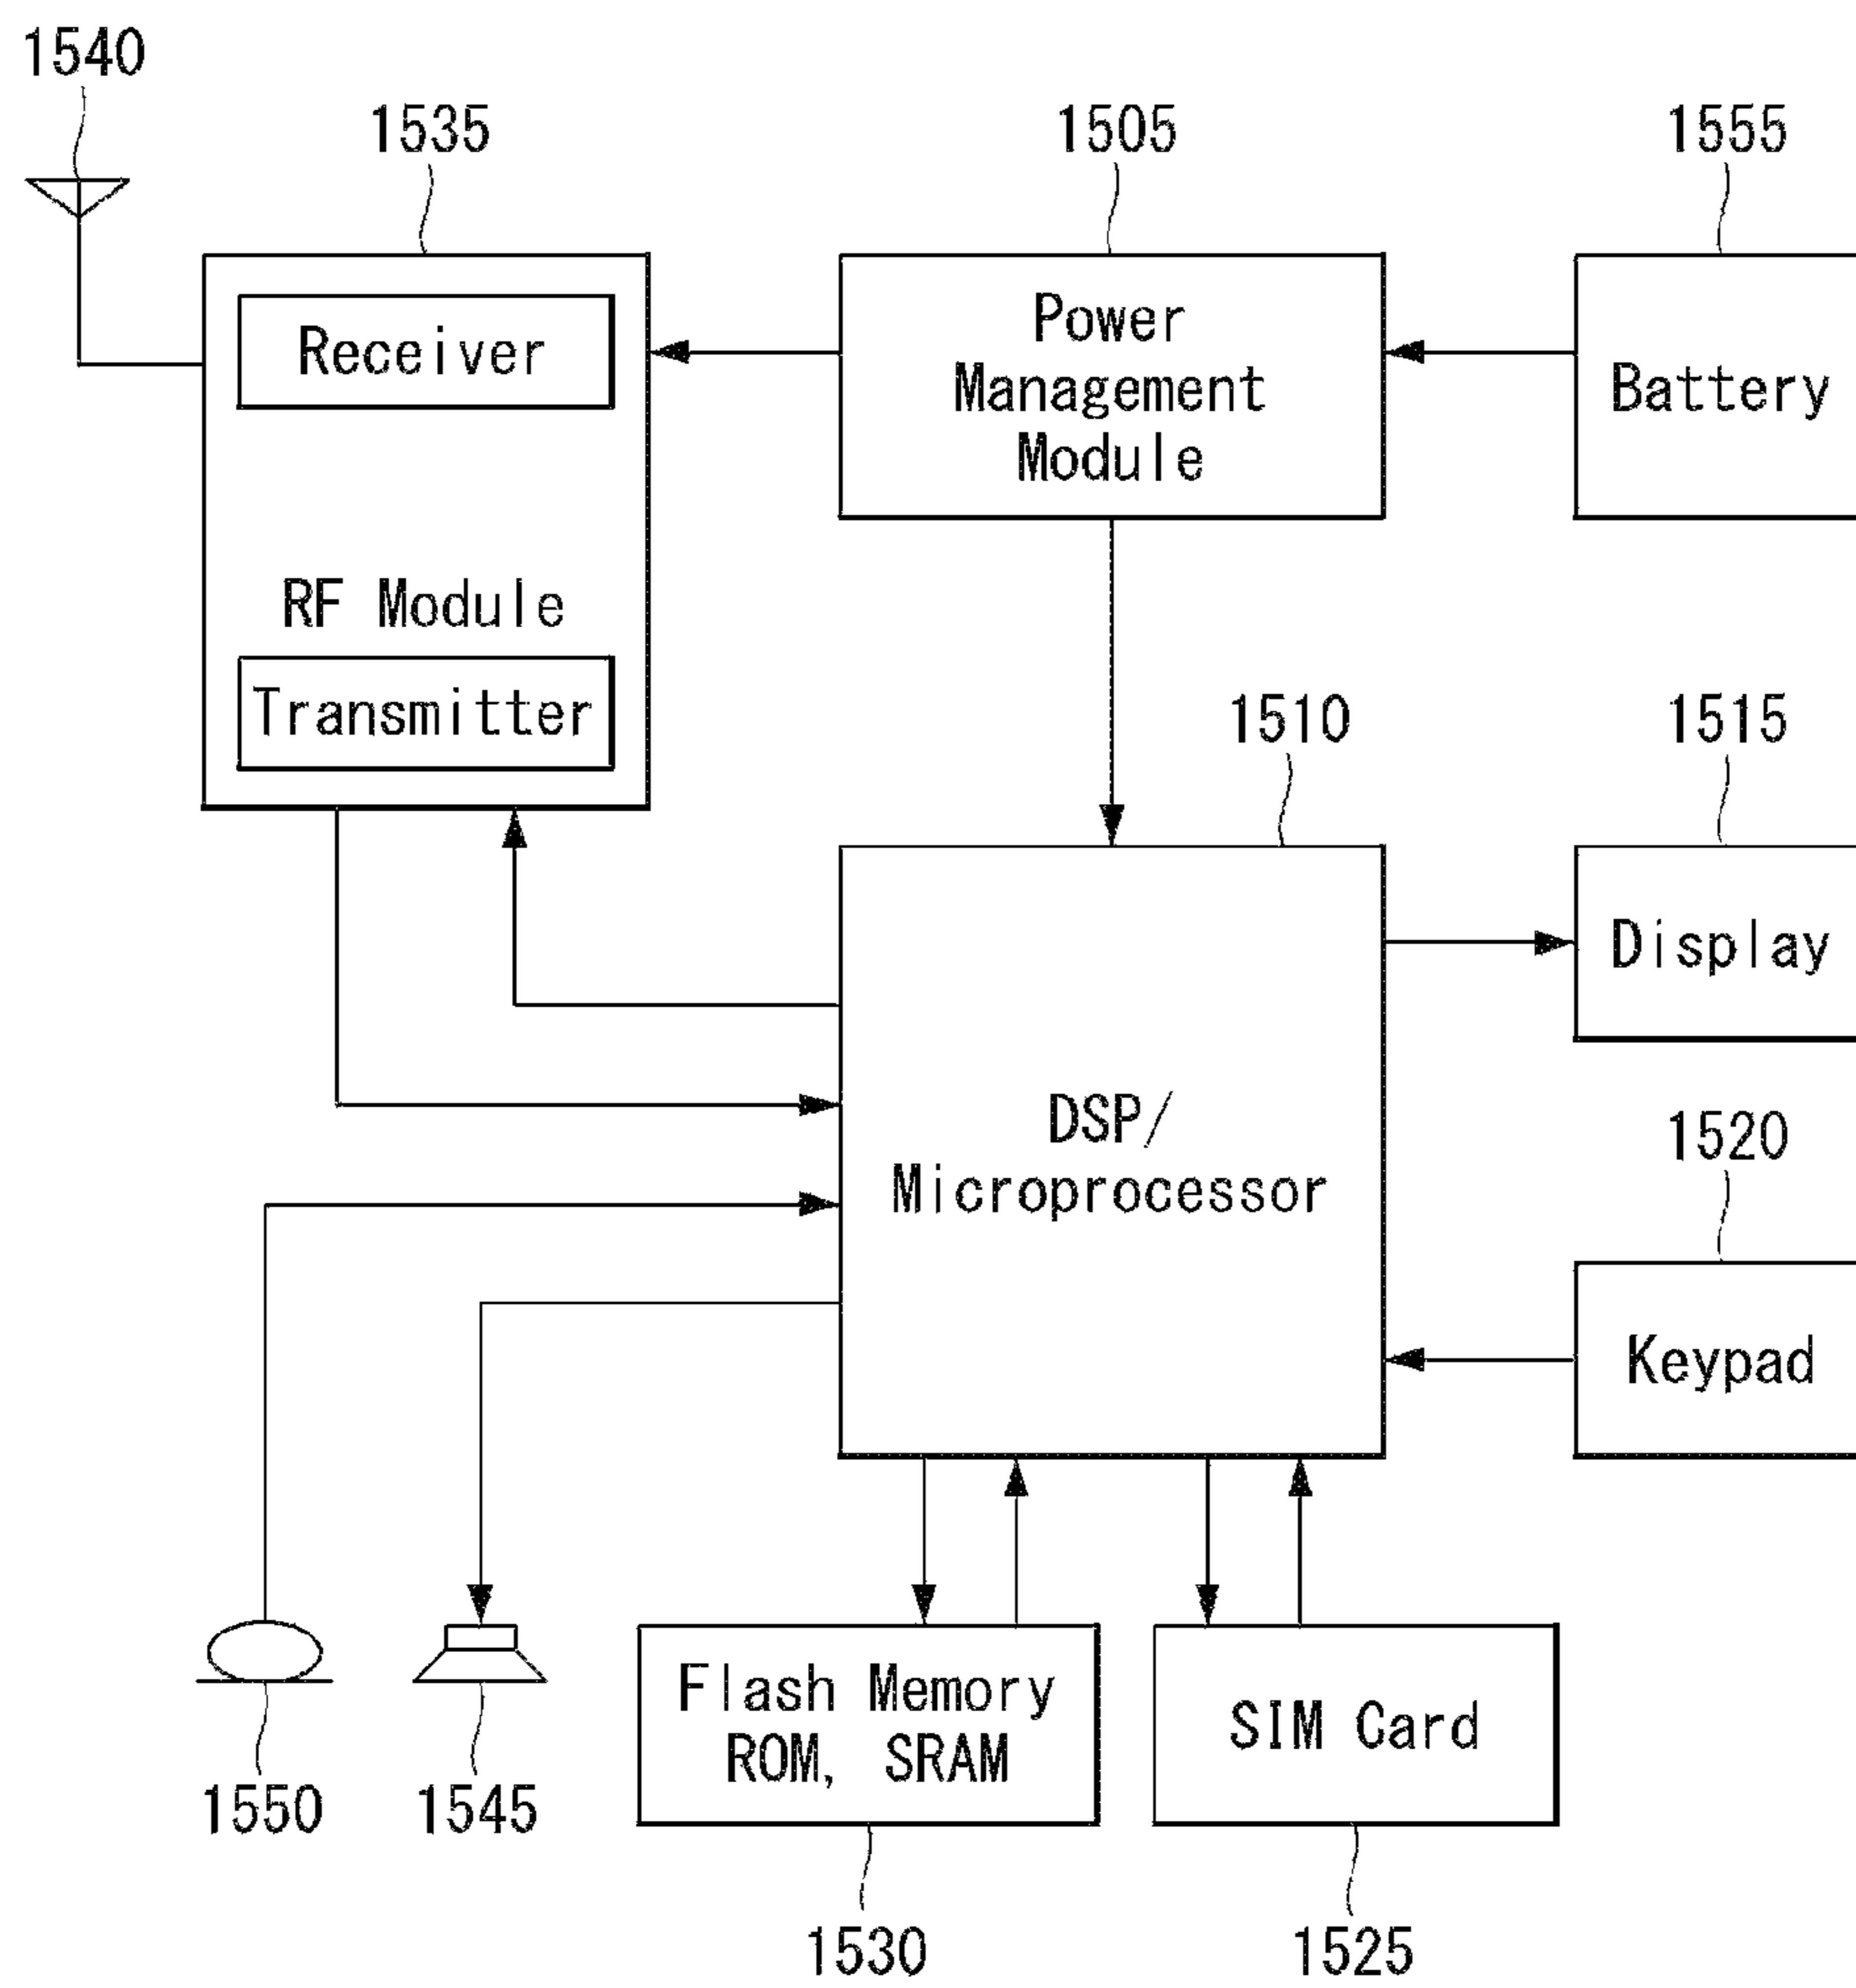 1540
1535
1505
1555
Receiver
RF Module
Transmitter
Power
Management
Module
Battery
1510
1515
DSP/
Microprocessor
Display
1520
Keypad
1550
1545
Flash Memory
ROM, SRAM
SIM Card
1530
1525